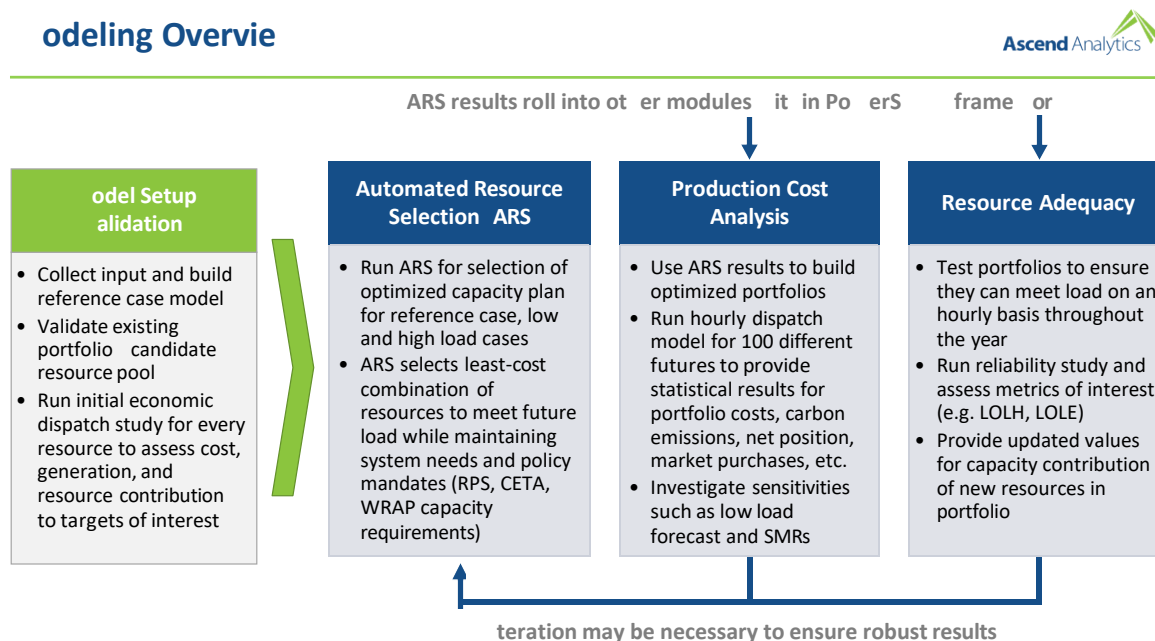 odeling Overvie
Ascend Analytics
ARS results roll into ot er modules it in Po erS frame or
odel Setup
alidation
• Collect input and build
reference case model
• Validate existing
portfolio candidate
resource pool
• Run initial economic
dispatch study for every
resource to assess cost,
generation, and
resource contribution
to targets of interest
Automated Resource
Selection ARS
• Run ARS for selection of
optimized capacity plan
for reference case, low
and high load cases
• ARS selects least-cost
combination of
resources to meet future
load while maintaining
system needs and policy
mandates (RPS, CETA,
WRAP capacity
requirements)
Production Cost
Analysis
• Use ARS results to build
optimized portfolios
• Run hourly dispatch
model for 100 different
futures to provide
statistical results for
portfolio costs, carbon
emissions, net position,
market purchases, etc.
• Investigate sensitivities
such as low load
forecast and SMRs
Resource Adequacy
• Test portfolios to ensure
they can meet load on an
hourly basis throughout
the year
• Run reliability study and
assess metrics of interest
(e.g. LOLH, LOLE)
• Provide updated values
for capacity contribution
of new resources in
portfolio
teration may be necessary to ensure robust results